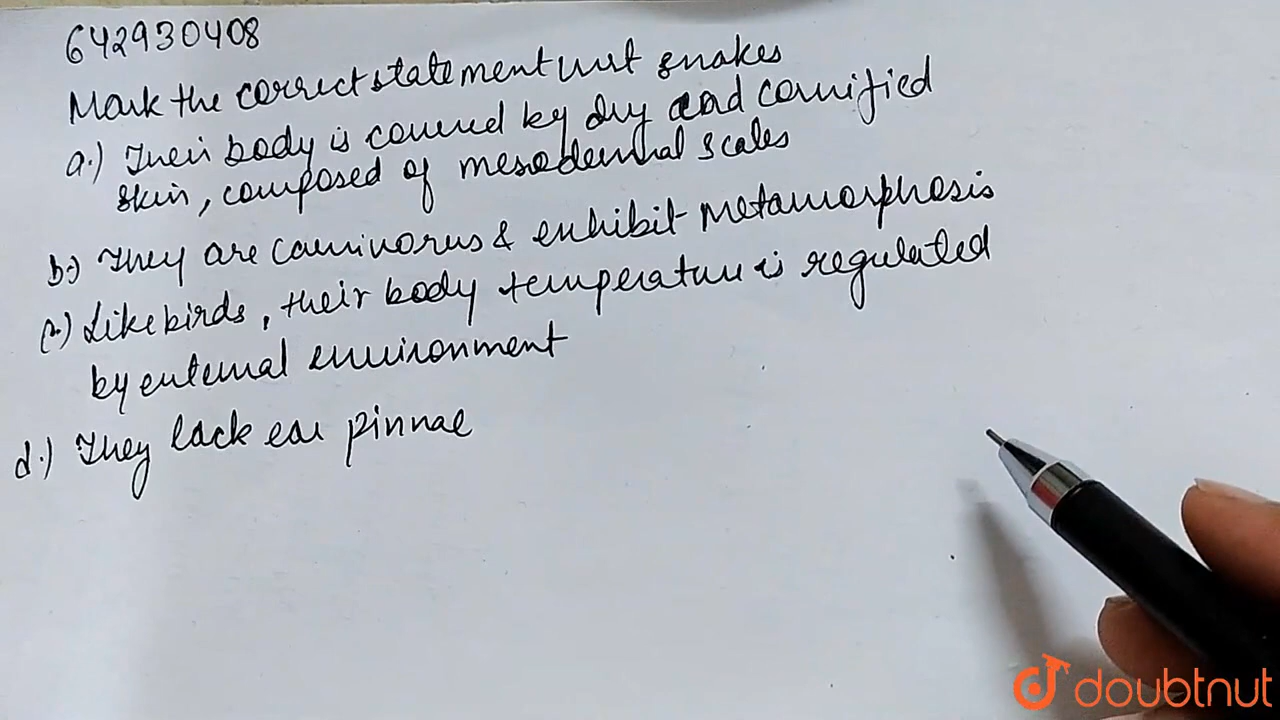 642930408
Mark the correct statement wrt snakes
a.) Their body is covered by dry and cornified
skin, composed of mesodermal scales
b.) They are carnivorus & exhibit Metamorphosis
(c.) Like birds, their body temperature is regulated
by external environment
d.) They lack ear pinnae
doubtnut